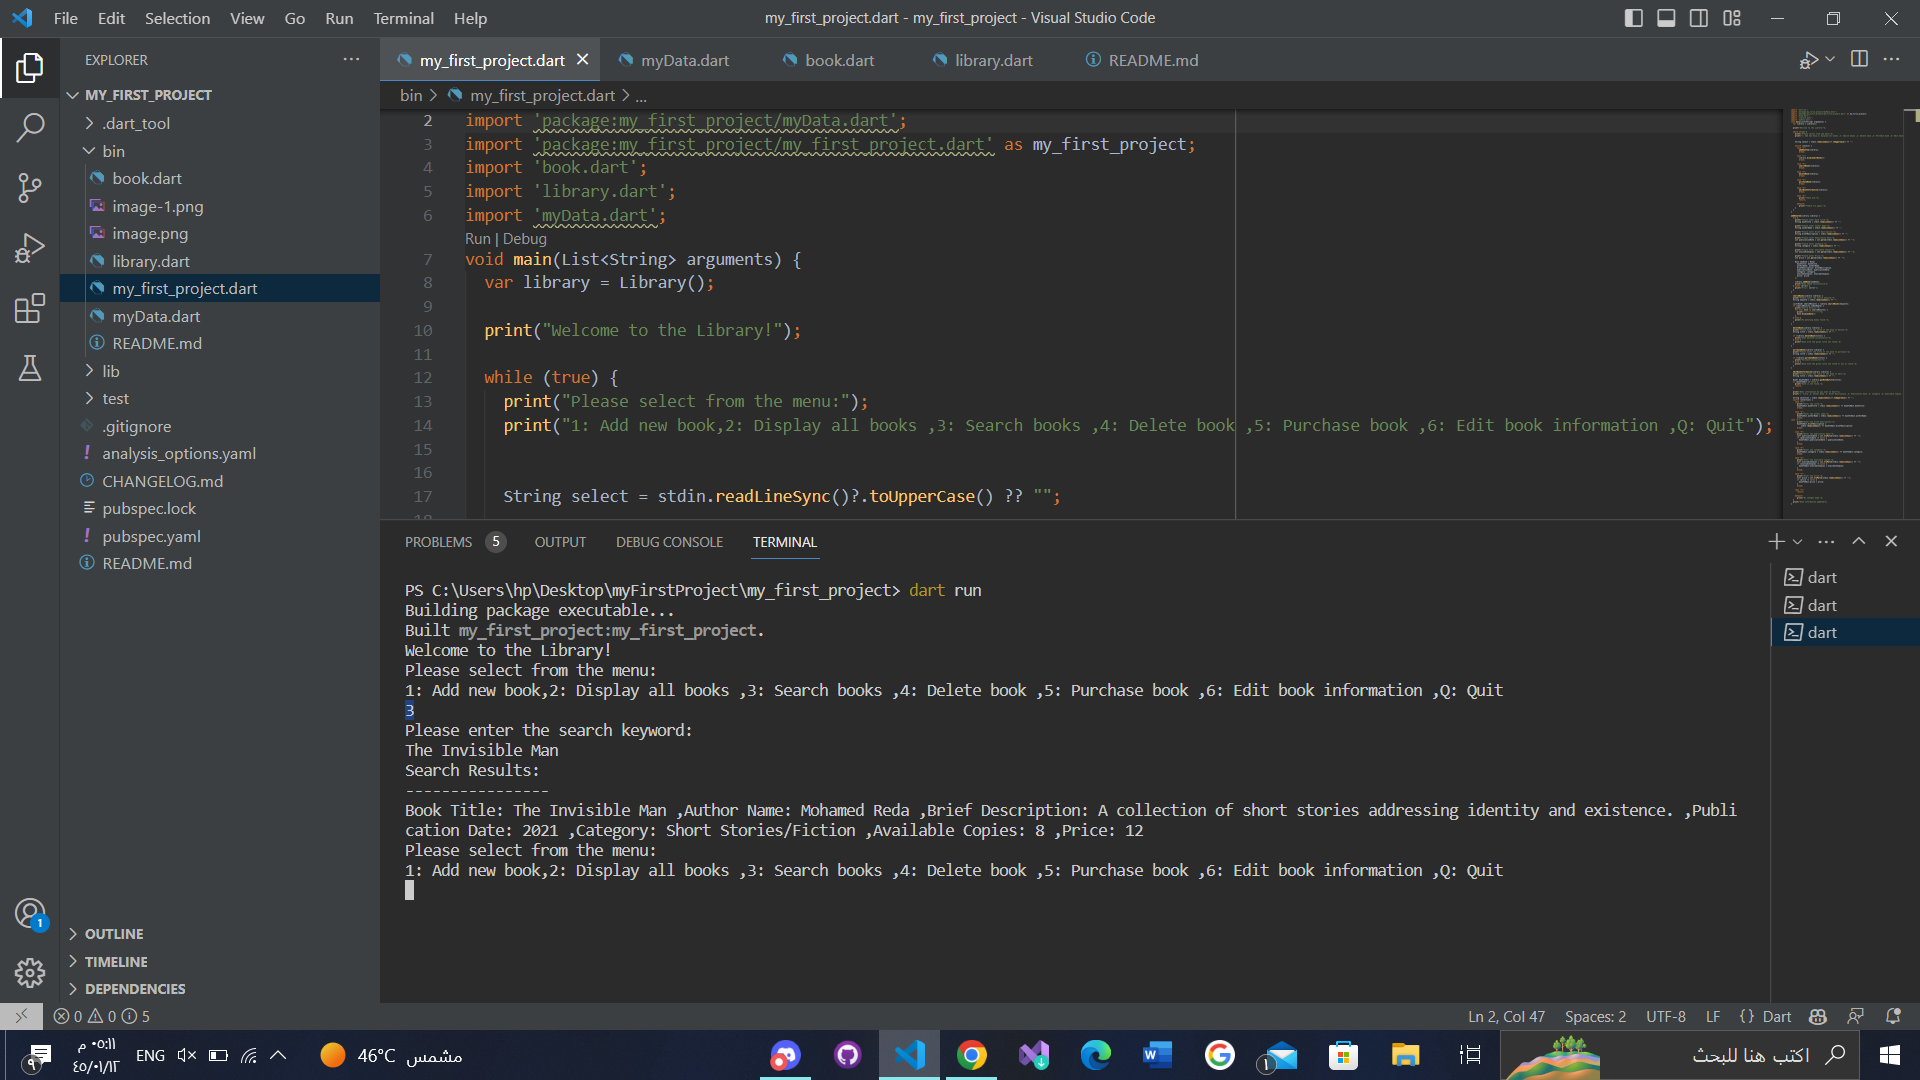 File Edit Selection View Go Run Terminal Help
my_first_project.dart - my_first_project - Visual Studio Code
EXPLORER
MY_FIRST_PROJECT
.dart_tool
bin
book.dart
image-1.png
image.png
library.dart
my_first_project.dart
myData.dart
README.md
lib
test
.gitignore
analysis_options.yaml
CHANGELOG.md
pubspec.lock
pubspec.yaml
README.md
OUTLINE
TIMELINE
DEPENDENCIES
my_first_project.dart myData.dart book.dart library.dart README.md
bin > my_first_project.dart > ...
2 import 'package:my_first_project/myData.dart';
3 import 'package:my_first_project/my_first_project.dart' as my_first_project;
4 import 'book.dart';
5 import 'library.dart';
6 import 'myData.dart';
Run | Debug
7 void main(List<String> arguments) {
8 var library = Library();
9
10 print("Welcome to the Library!");
11
12 while (true) {
13 print("Please select from the menu:");
14 print("1: Add new book,2: Display all books ,3: Search books ,4: Delete book ,5: Purchase book ,6: Edit book information ,Q: Quit");
15
16
17 String select = stdin.readLineSync()?.toUpperCase() ?? "";
18
PROBLEMS 5 OUTPUT DEBUG CONSOLE TERMINAL
PS C:\Users\hp\Desktop\myFirstProject\my_first_project> dart run
Building package executable...
Built my_first_project:my_first_project.
Welcome to the Library!
Please select from the menu:
1: Add new book,2: Display all books ,3: Search books ,4: Delete book ,5: Purchase book ,6: Edit book information ,Q: Quit
3
Please enter the search keyword:
The Invisible Man
Search Results:
----------------
Book Title: The Invisible Man ,Author Name: Mohamed Reda ,Brief Description: A collection of short stories addressing identity and existence. ,Publi
cation Date: 2021 ,Category: Short Stories/Fiction ,Available Copies: 8 ,Price: 12
Please select from the menu:
1: Add new book,2: Display all books ,3: Search books ,4: Delete book ,5: Purchase book ,6: Edit book information ,Q: Quit
dart
dart
dart
1
0 0 5
Ln 2, Col 47 Spaces: 2 UTF-8 LF {} Dart
٩
٠٥:١١ م
٤٥/٠١/١٢
ENG
46°C مشمس
١
اكتب هنا للبحث